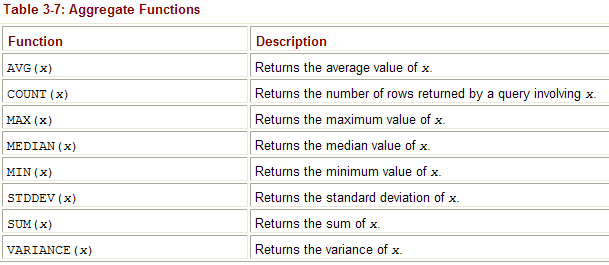 Table 3-7: Aggregate Functions
Function Description
AVG(x) Returns the average value of x.
COUNT(x) Returns the number of rows returned by a query involving x.
MAX(x) Returns the maximum value of x.
MEDIAN(x) Returns the median value of x.
MIN(x) Returns the minimum value of x.
STDDEV(x) Returns the standard deviation of x.
SUM(x) Returns the sum of x.
VARIANCE(x) Returns the variance of x.